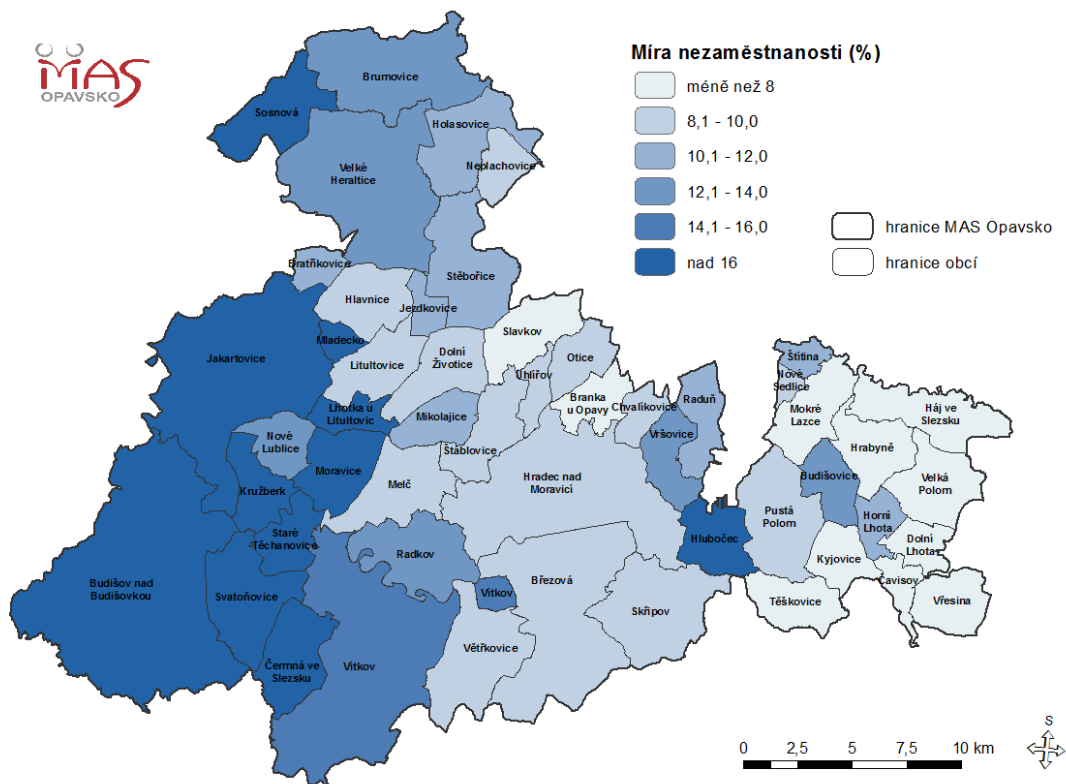 MAS
OPAVSKO
Míra nezaměstnanosti (%)
méně než 8
8,1 - 10,0
10,1 - 12,0
12,1 - 14,0
14,1 - 16,0
nad 16
hranice MAS Opavsko
hranice obcí
Brumovice
Sosnová
Holasovice
Neplachovice
Velké
Heraltice
Bratříkovice
Stěbořice
Hlavnice
Jezdkovice
Slavkov
Mladecko
Jakartovice
Litultovice
Dolní
Životice
Úhlířov
Otice
Branka
u Opavy
Chvalíkovice
Raduň
Vršovice
Lhotka u
Litultovic
Mikolajice
Nové
Lublice
Moravice
Štáblovice
Melč
Hradec nad
Moravicí
Kružberk
Staré
Těchanovice
Radkov
Budišov nad
Budišovkou
Svatoňovice
Vítkov
Březová
Skřipov
Větřkovice
Čermná ve
Slezsku
Vítkov
Hlubočec
Štítina
Nové
Sedlice
Mokré
Lazce
Háj ve
Slezsku
Hrabyně
Velká
Polom
Budišovice
Pustá
Polom
Horní
Lhota
Dolní
Lhota
Kyjovice
Čavisov
Těškovice
Vřesina
S
0 2,5 5 7,5 10 km